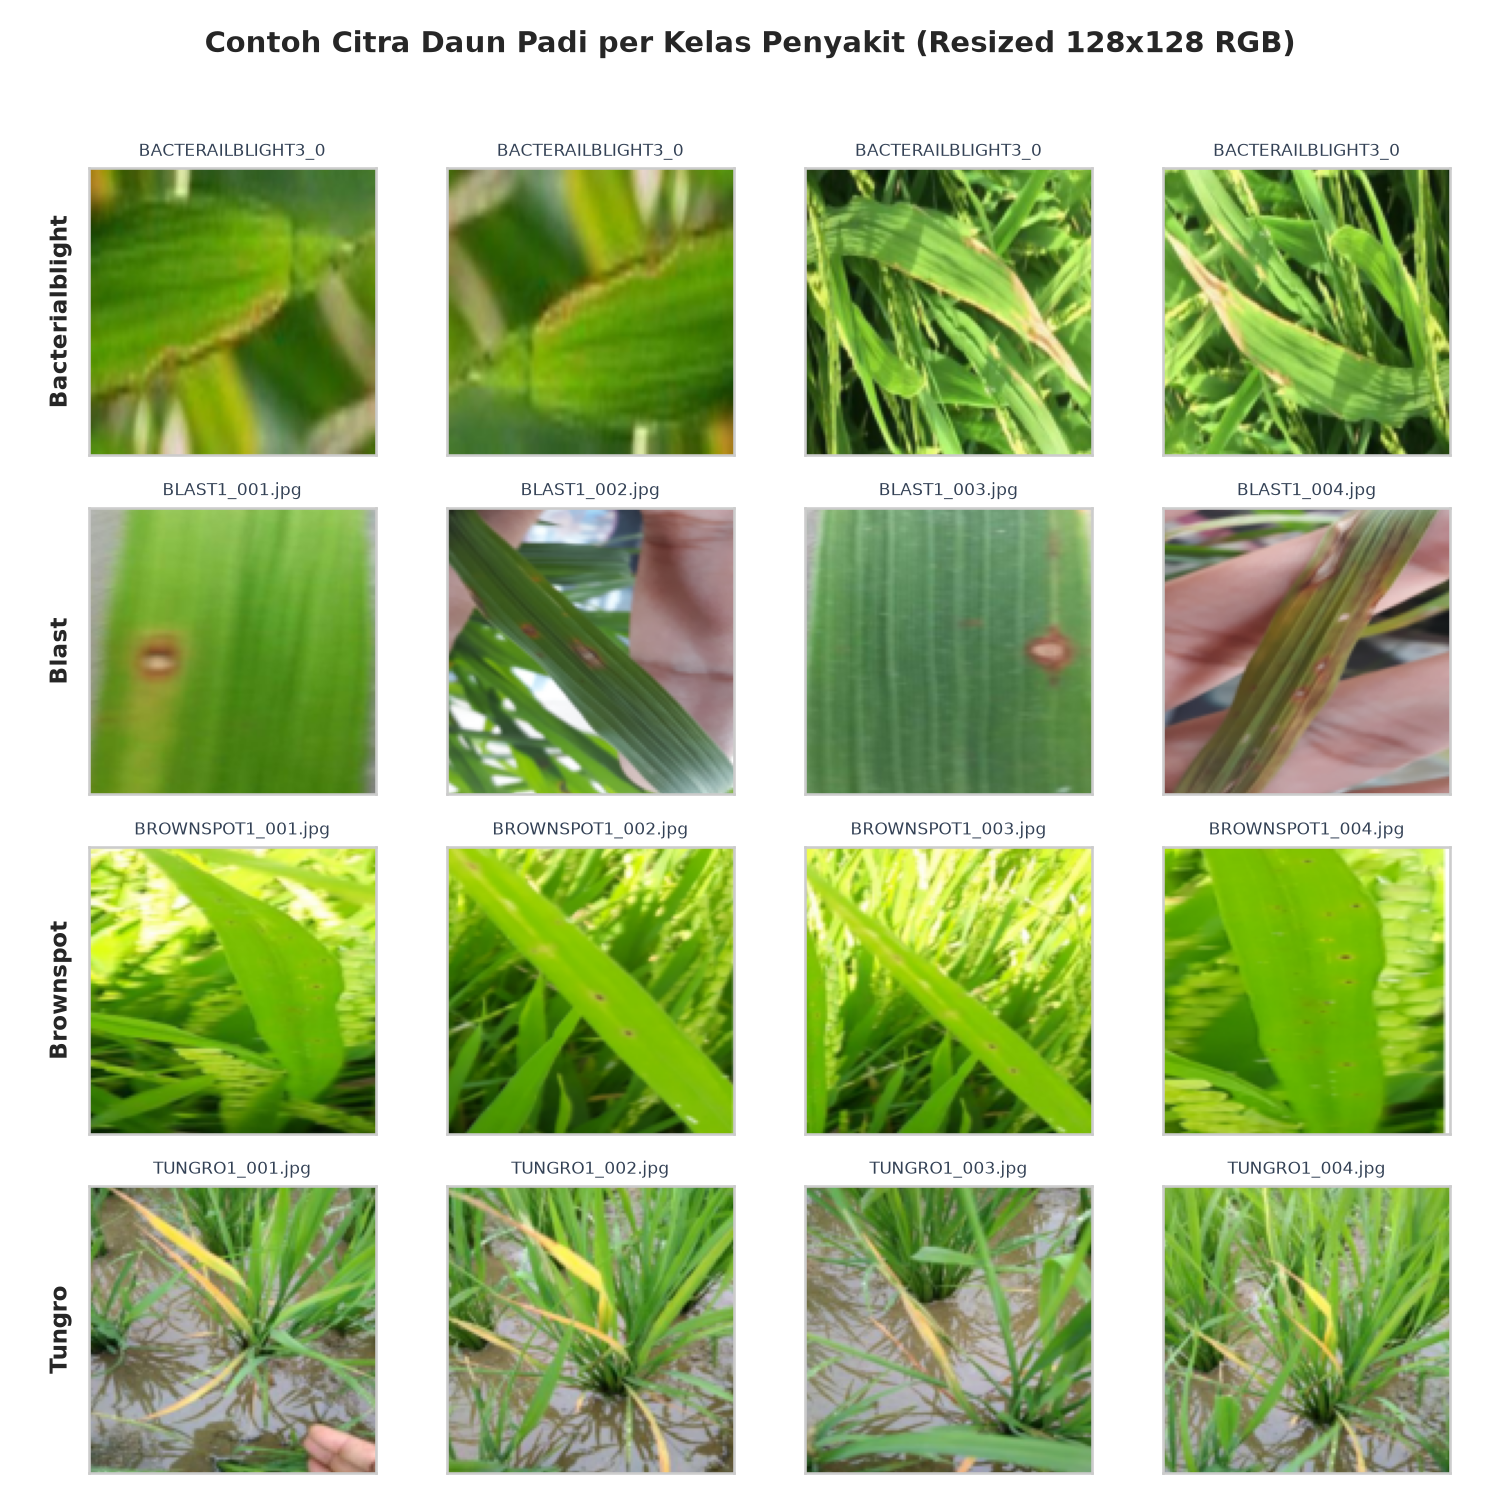 Contoh Citra Daun Padi per Kelas Penyakit (Resized 128x128 RGB)
BACTERAILBLIGHT3_0
BACTERAILBLIGHT3_0
BACTERAILBLIGHT3_0
BACTERAILBLIGHT3_0
Bacterialblight
BLAST1_001.jpg
BLAST1_002.jpg
BLAST1_003.jpg
BLAST1_004.jpg
Blast
BROWNSPOT1_001.jpg
BROWNSPOT1_002.jpg
BROWNSPOT1_003.jpg
BROWNSPOT1_004.jpg
Brownspot
TUNGRO1_001.jpg
TUNGRO1_002.jpg
TUNGRO1_003.jpg
TUNGRO1_004.jpg
Tungro